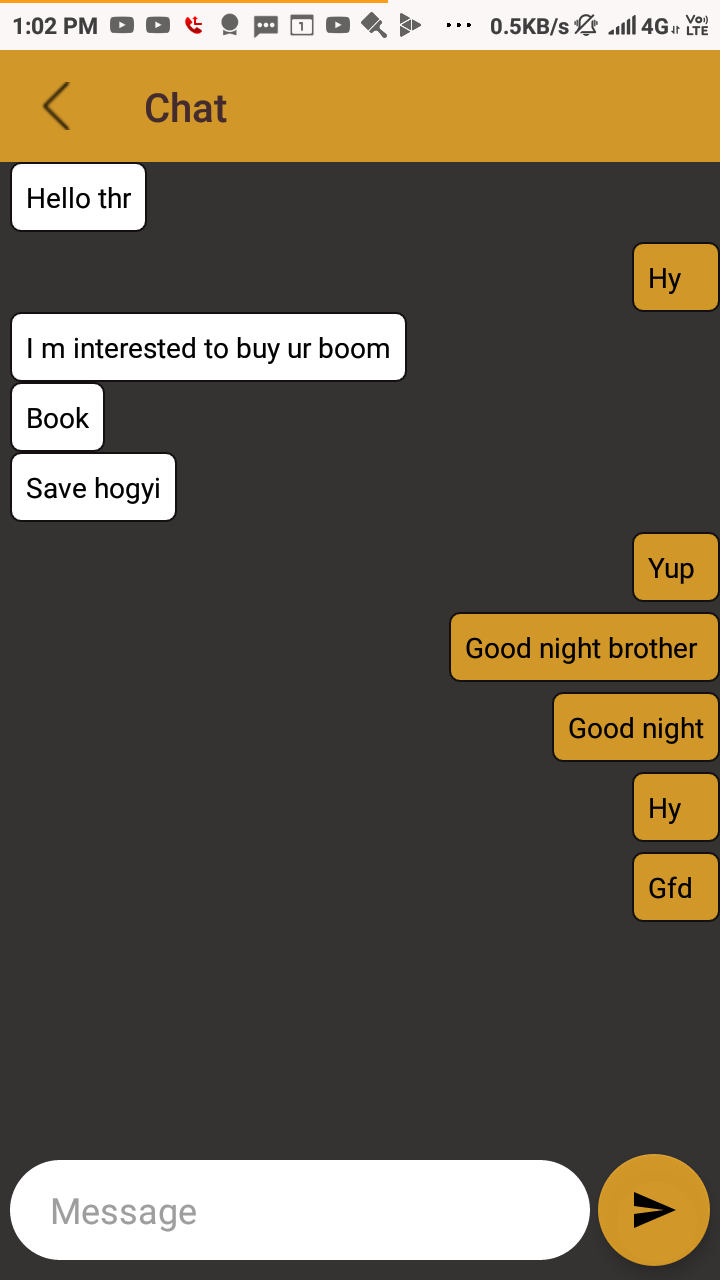 1:02 PM 1 0.5KB/s 4G Vo) LTE
Chat
Hello thr
Hy
I m interested to buy ur boom
Book
Save hogyi
Yup
Good night brother
Good night
Hy
Gfd
Message